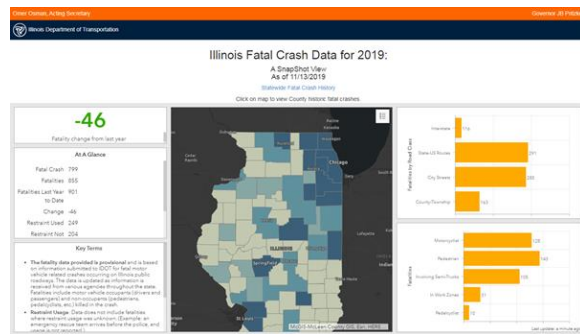 Omer Osman, Acting Secretary
Governor JB Pritzker
Illinois Department of Transportation
Illinois Fatal Crash Data for 2019:
A SnapShot View
As of 11/13/2019
Statewide Fatal Crash History
Click on map to view County historic fatal crashes.
-46
Fatality change from last year
At A Glance
Fatal Crash 799
Fatalities 855
Fatalities Last Year 901
to Date
Change -46
Restraint Used 249
Restraint Not 204
Key Terms
The fatality data provided is provisional and is based
on information submitted to IDOT for fatal motor
vehicle related crashes occurring on Illinois public
roadways. The data is updated as information is
received from various agencies throughout the state.
Fatalities include motor vehicle occupants (drivers and
passengers) and non-occupants (pedestrians,
pedalcyclists, etc.) killed in the crash.
Restraint Usage: Data does not include fatalities
where restraint usage was unknown. (Example: an
emergency rescue team arrives before the police, and
Chicago
ILLINOIS
Springfield
Lafayette
St Louis
Fatalities by Road Class
Interstate
State-US Routes
City Streets
County/Township
Fatalities
Motorcyclist
Pedestrian
Involving Semi-Trucks
In Work Zones
Pedalcyclist
Last update: a minute ago